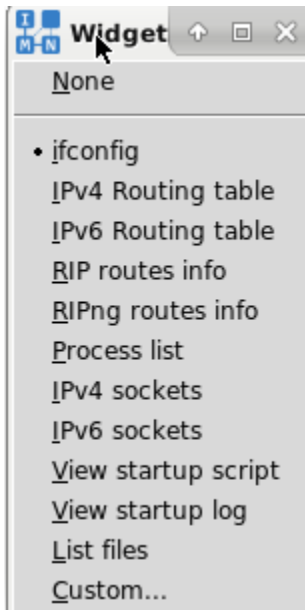 I
M-N
Widget
None
ifconfig
IPv4 Routing table
IPv6 Routing table
RIP routes info
RIPng routes info
Process list
IPv4 sockets
IPv6 sockets
View startup script
View startup log
List files
Custom...